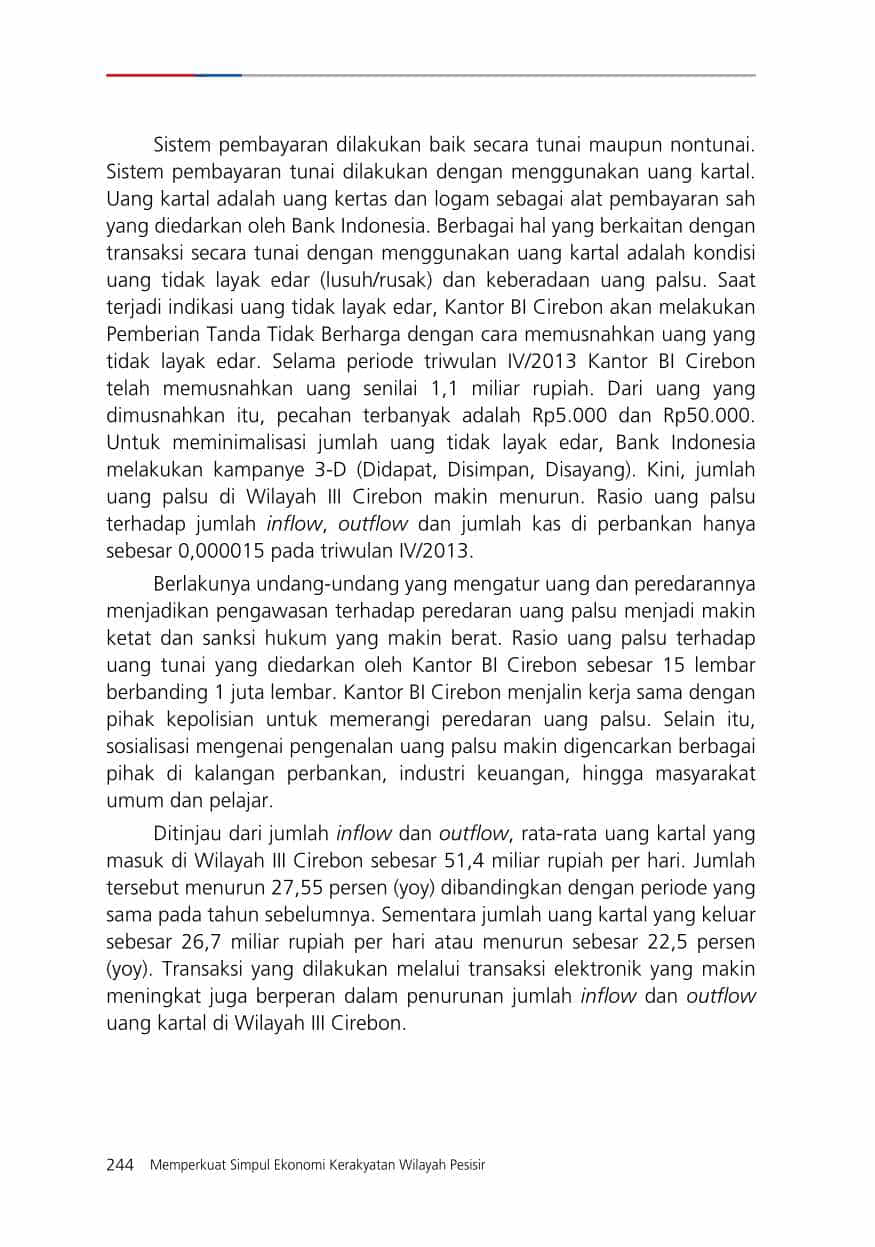 Sistem pembayaran dilakukan baik secara tunai maupun nontunai.
Sistem pembayaran tunai dilakukan dengan menggunakan uang kartal.
Uang kartal adalah uang kertas dan logam sebagai alat pembayaran sah
yang diedarkan oleh Bank Indonesia. Berbagai hal yang berkaitan dengan
transaksi secara tunai dengan menggunakan uang kartal adalah kondisi
uang tidak layak edar (lusuh/rusak) dan keberadaan uang palsu. Saat
terjadi indikasi uang tidak layak edar, Kantor BI Cirebon akan melakukan
Pemberian Tanda Tidak Berharga dengan cara memusnahkan uang yang
tidak layak edar. Selama periode triwulan IV/2013 Kantor BI Cirebon
telah memusnahkan uang senilai 1,1 miliar rupiah. Dari uang yang
dimusnahkan itu, pecahan terbanyak adalah Rp5.000 dan Rp50.000.
Untuk meminimalisasi jumlah uang tidak layak edar, Bank Indonesia
melakukan kampanye 3-D (Didapat, Disimpan, Disayang). Kini, jumlah
uang palsu di Wilayah III Cirebon makin menurun. Rasio uang palsu
terhadap jumlah inflow, outflow dan jumlah kas di perbankan hanya
sebesar 0,000015 pada triwulan IV/2013.
Berlakunya undang-undang yang mengatur uang dan peredarannya
menjadikan pengawasan terhadap peredaran uang palsu menjadi makin
ketat dan sanksi hukum yang makin berat. Rasio uang palsu terhadap
uang tunai yang diedarkan oleh Kantor BI Cirebon sebesar 15 lembar
berbanding 1 juta lembar. Kantor BI Cirebon menjalin kerja sama dengan
pihak kepolisian untuk memerangi peredaran uang palsu. Selain itu,
sosialisasi mengenai pengenalan uang palsu makin digencarkan berbagai
pihak di kalangan perbankan, industri keuangan, hingga masyarakat
umum dan pelajar.
Ditinjau dari jumlah inflow dan outflow, rata-rata uang kartal yang
masuk di Wilayah III Cirebon sebesar 51,4 miliar rupiah per hari. Jumlah
tersebut menurun 27,55 persen (yoy) dibandingkan dengan periode yang
sama pada tahun sebelumnya. Sementara jumlah uang kartal yang keluar
sebesar 26,7 miliar rupiah per hari atau menurun sebesar 22,5 persen
(yoy). Transaksi yang dilakukan melalui transaksi elektronik yang makin
meningkat juga berperan dalam penurunan jumlah inflow dan outflow
uang kartal di Wilayah III Cirebon.
244 Memperkuat Simpul Ekonomi Kerakyatan Wilayah Pesisir